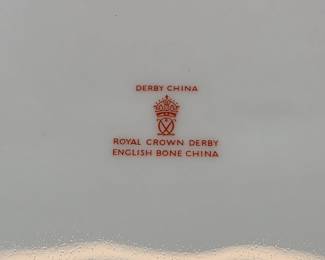 DERBY CHINA
ROYAL CROWN DERBY
ENGLISH BONE CHINA